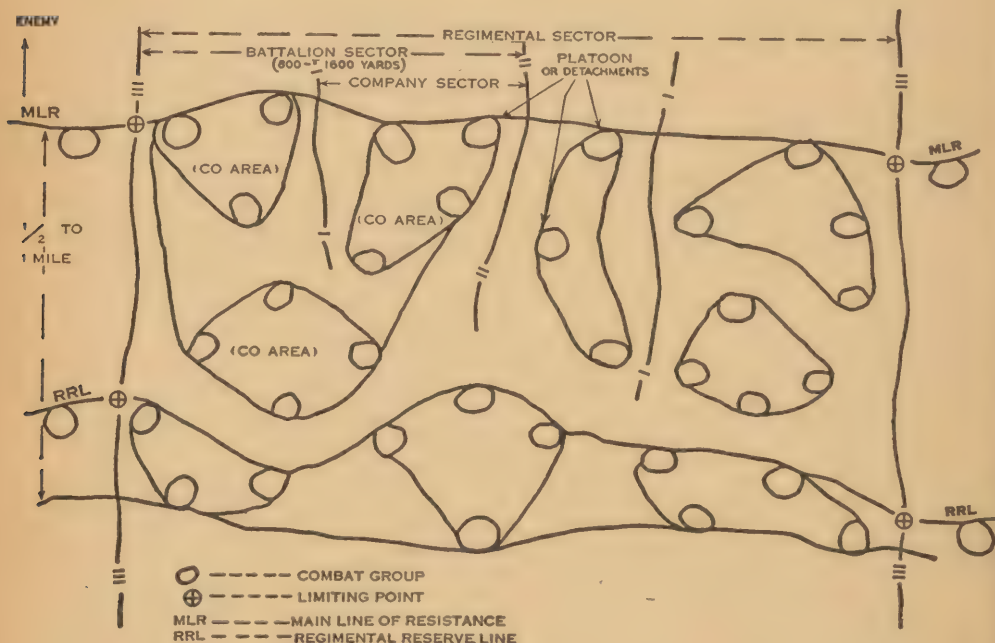 ENEMY
REGIMENTAL SECTOR
BATTALION SECTOR
(800 - 1600 YARDS)
COMPANY SECTOR
PLATOON
OR DETACHMENTS
MLR
MLR
(CO AREA)
(CO AREA)
1/2 TO
1 MILE
(CO AREA)
RRL
RRL
COMBAT GROUP
LIMITING POINT
MLR MAIN LINE OF RESISTANCE
RRL REGIMENTAL RESERVE LINE